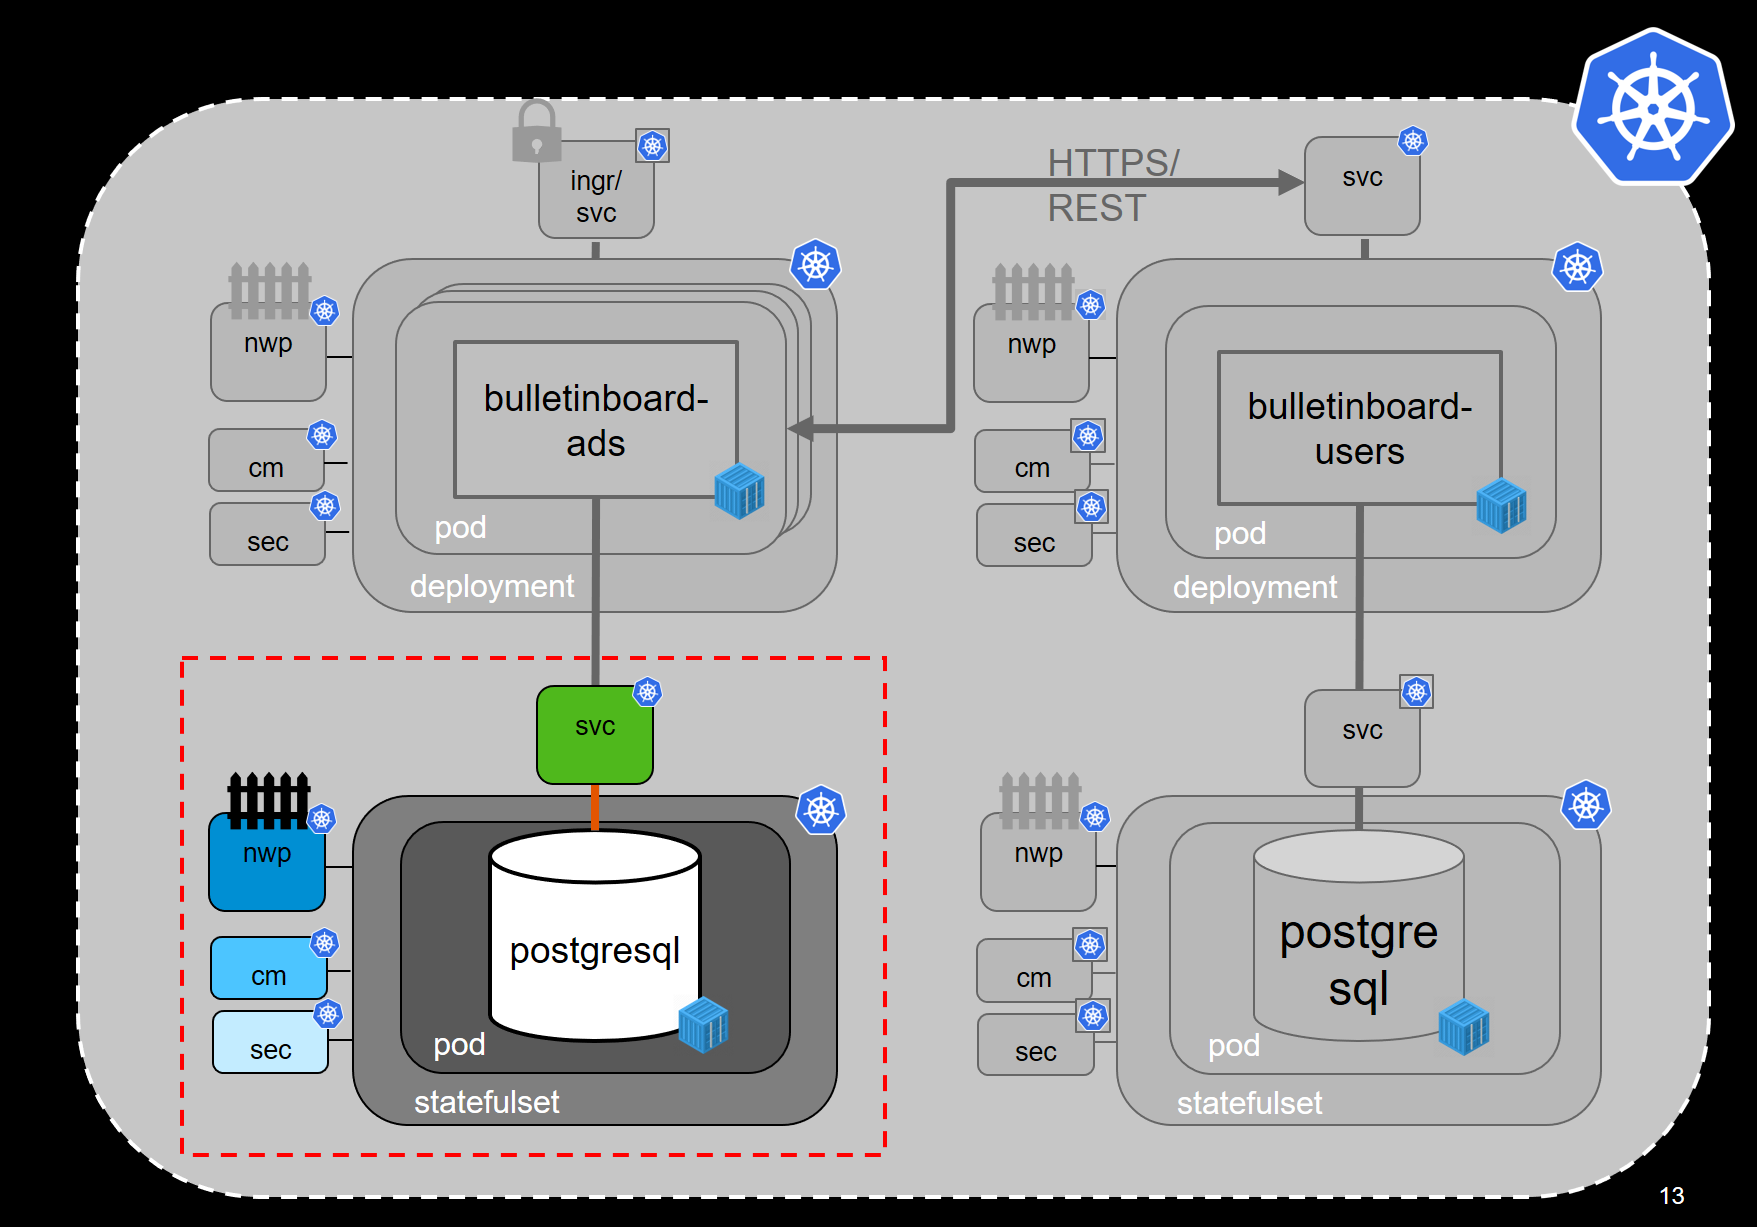 ingr/
svc
HTTPS/
REST
svc
nwp
cm
sec
bulletinboard-
ads
pod
deployment
nwp
cm
sec
bulletinboard-
users
pod
deployment
svc
nwp
cm
sec
postgresql
pod
statefulset
svc
nwp
cm
sec
postgre
sql
pod
statefulset
13